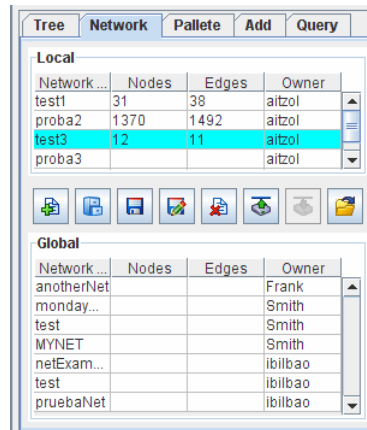 Tree Network Pallete Add Query
Local
Network ... Nodes Edges Owner
test1 31 38 aitzol
proba2 1370 1492 aitzol
test3 12 11 aitzol
proba3 aitzol
Global
Network ... Nodes Edges Owner
anotherNet Frank
monday... Smith
test Smith
MYNET Smith
netExam... ibilbao
test ibilbao
pruebaNet ibilbao